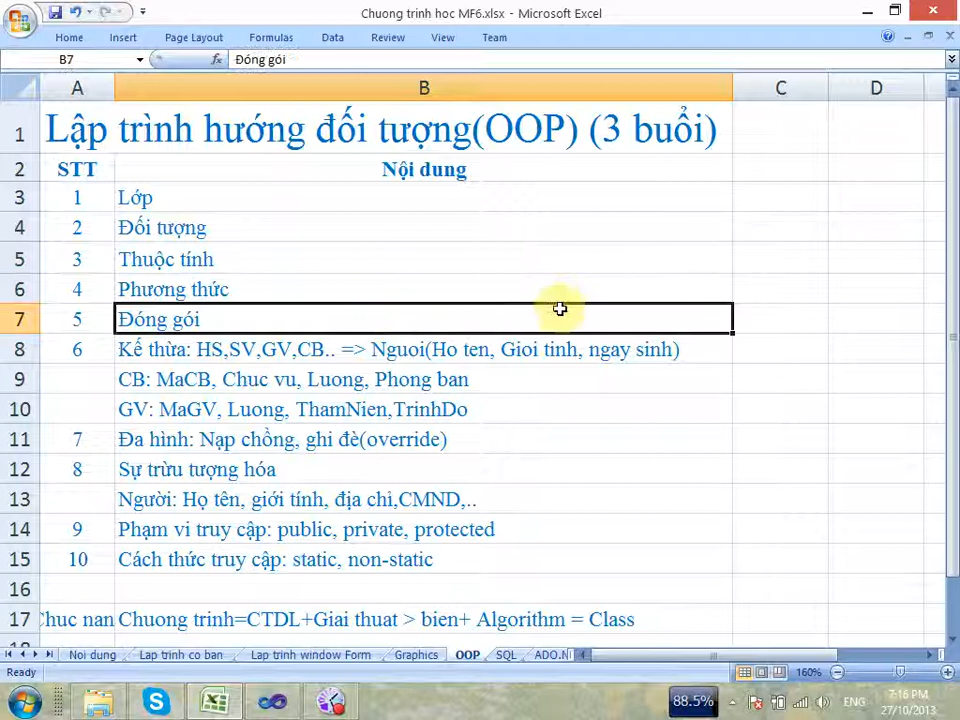 Chuong trinh hoc MF6.xlsx - Microsoft Excel
Home Insert Page Layout Formulas Data Review View Team
B7 fx Đóng gói
A B C D
1 Lập trình hướng đối tượng(OOP) (3 buổi)
2 STT Nội dung
3 1 Lớp
4 2 Đối tượng
5 3 Thuộc tính
6 4 Phương thức
7 5 Đóng gói
8 6 Kế thừa: HS,SV,GV,CB.. => Nguoi(Ho ten, Gioi tinh, ngay sinh)
9 CB: MaCB, Chuc vu, Luong, Phong ban
10 GV: MaGV, Luong, ThamNien,TrinhDo
11 7 Đa hình: Nạp chồng, ghi đè(override)
12 8 Sự trừu tượng hóa
13 Người: Họ tên, giới tính, địa chỉ,CMND,..
14 9 Phạm vi truy cập: public, private, protected
15 10 Cách thức truy cập: static, non-static
16
17 Chuc nan Chuong trinh=CTDL+Giai thuat > bien+ Algorithm = Class
Noi dung Lap trinh co ban Lap trinh window Form Graphics OOP SQL ADO.N
Ready 160%
88.5% ENG 7:16 PM
27/10/2013